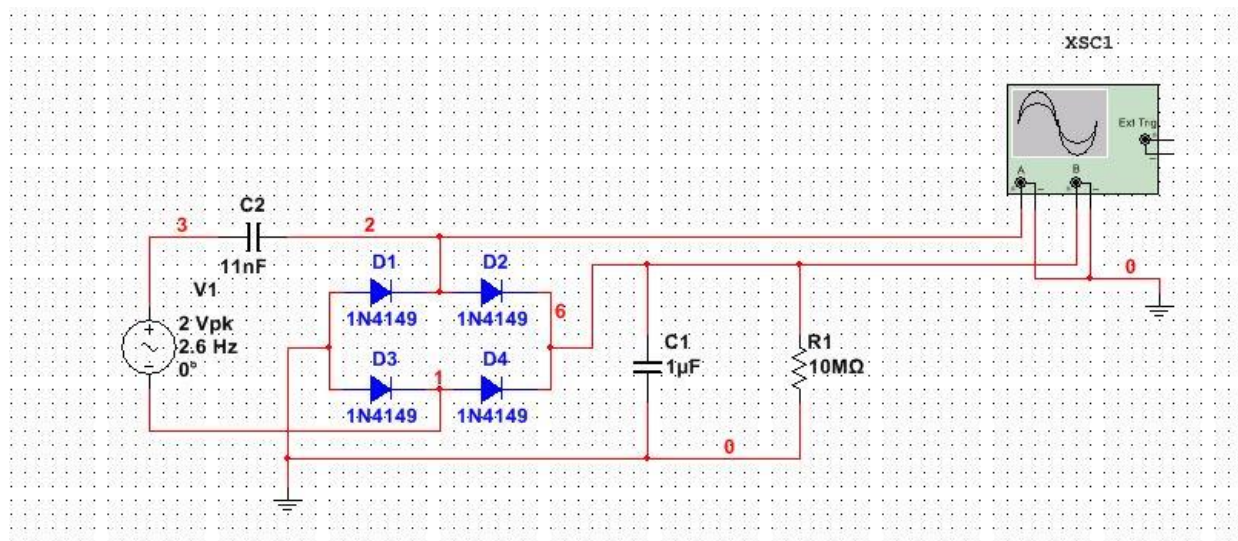 XSC1
Ext Trig
A
B
C2
3
2
11nF
V1
D1
D2
0
6
1N4149
1N4149
2 Vpk
2.6 Hz
0°
D3
D4
C1
1µF
R1
10MΩ
1
1N4149
1N4149
0